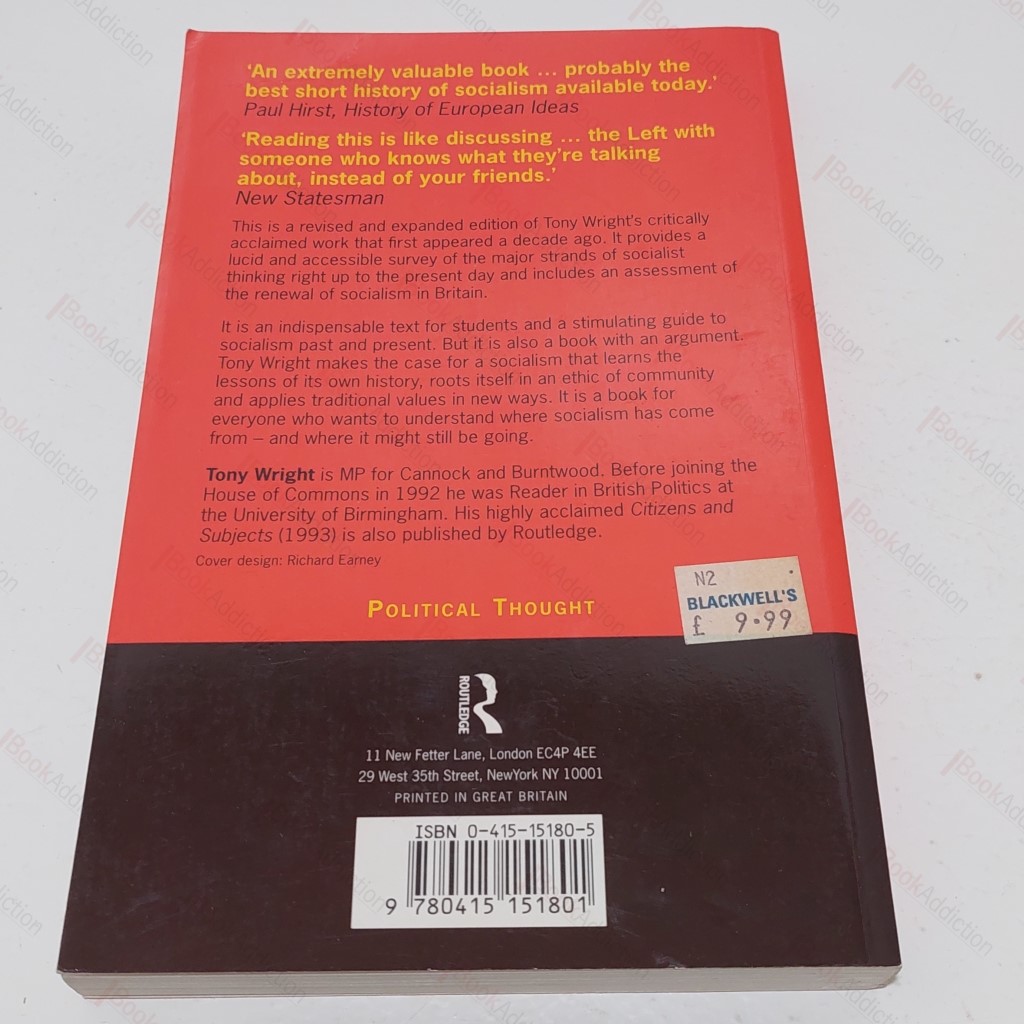 'An extremely valuable book ... probably the
best short history of socialism available today.'
Paul Hirst, History of European Ideas
'Reading this is like discussing ... the Left with
someone who knows what they're talking
about, instead of your friends.'
New Statesman
This is a revised and expanded edition of Tony Wright's critically
acclaimed work that first appeared a decade ago. It provides a
lucid and accessible survey of the major strands of socialist
thinking right up to the present day and includes an assessment of
the renewal of socialism in Britain.
It is an indispensable text for students and a stimulating guide to
socialism past and present. But it is also a book with an argument.
Tony Wright makes the case for a socialism that learns the
lessons of its own history, roots itself in an ethic of community
and applies traditional values in new ways. It is a book for
everyone who wants to understand where socialism has come
from – and where it might still be going.
Tony Wright is MP for Cannock and Burntwood. Before joining the
House of Commons in 1992 he was Reader in British Politics at
the University of Birmingham. His highly acclaimed Citizens and
Subjects (1993) is also published by Routledge.
Cover design: Richard Earney
N2
BLACKWELL'S
£ 9·99
POLITICAL THOUGHT
ROUTLEDGE
11 New Fetter Lane, London EC4P 4EE
29 West 35th Street, NewYork NY 10001
PRINTED IN GREAT BRITAIN
ISBN 0-415-15180-5
9 780415 151801
BookAddiction